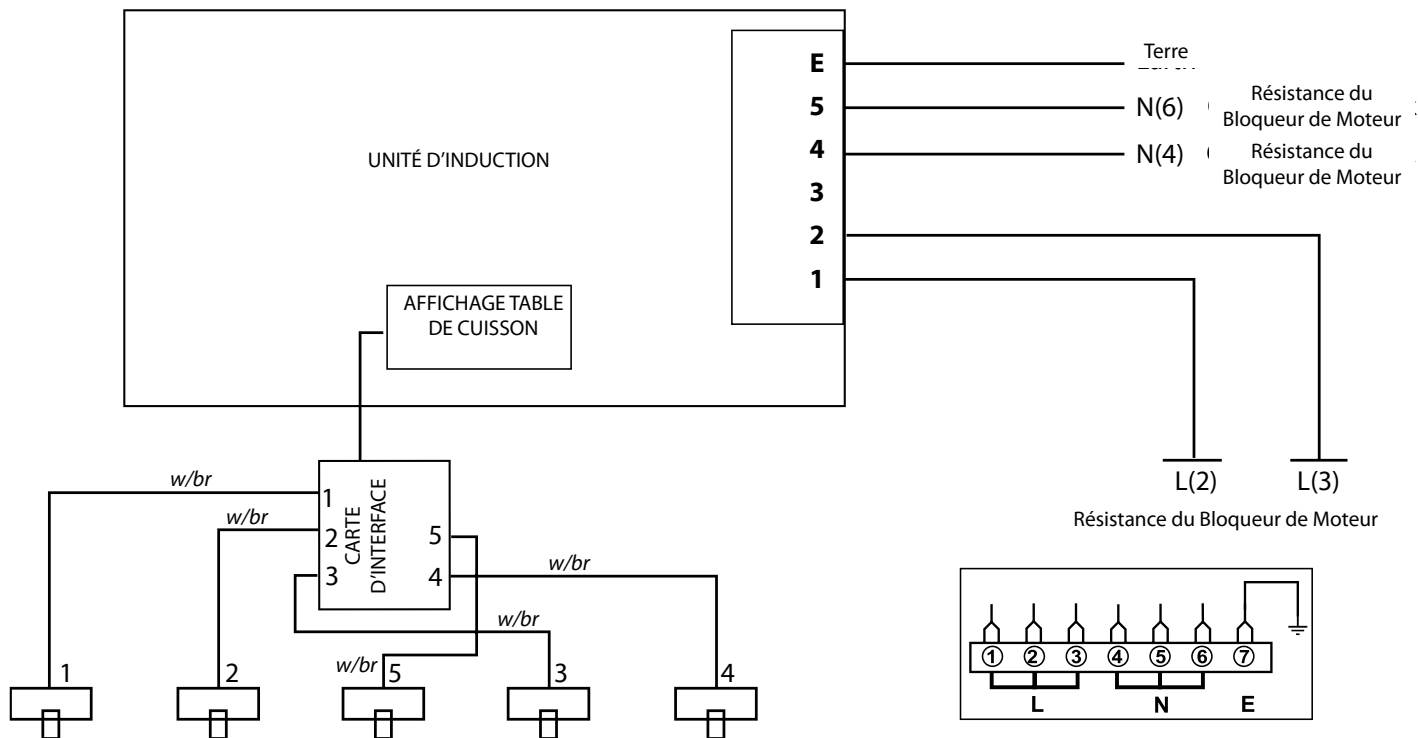 E Terre
5 N(6) Résistance du
Bloqueur de Moteur
4 N(4) Résistance du
Bloqueur de Moteur
UNITÉ D’INDUCTION
3
2
1
AFFICHAGE TABLE
DE CUISSON
L(2) L(3)
Résistance du Bloqueur de Moteur
w/br
w/br
1
2
3
CARTE
D’INTERFACE
5
4
w/br
w/br
w/br
1 2 5 3 4
1 2 3 4 5 6 7
L N E